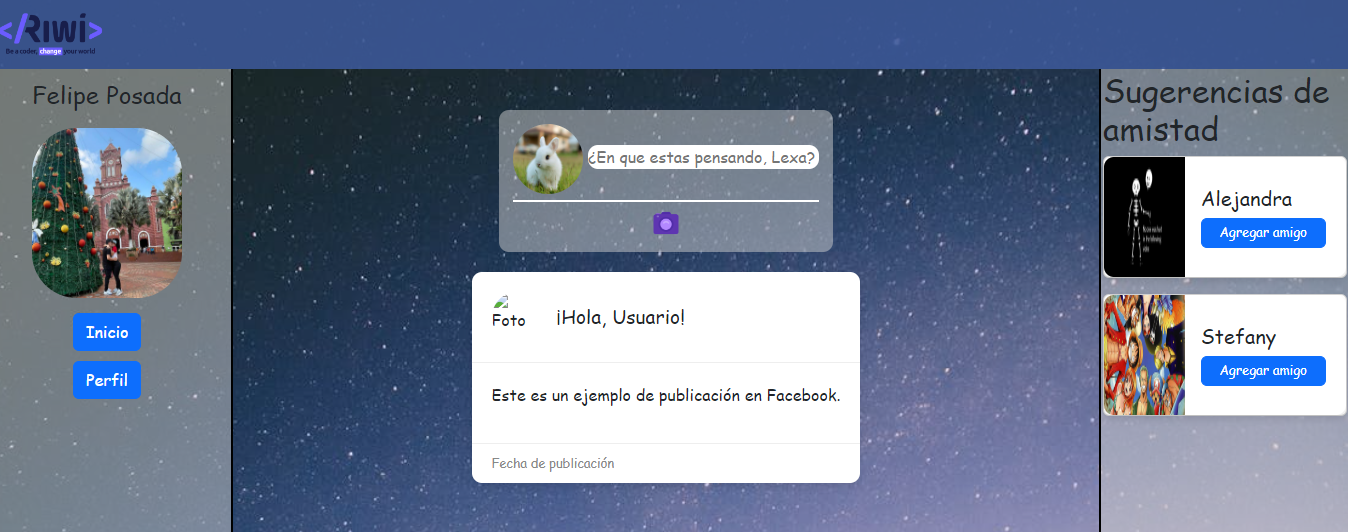 </Riwi>
Be a coder, change your world
Felipe Posada
Inicio
Perfil
¿En que estas pensando, Lexa?
Foto
¡Hola, Usuario!
Este es un ejemplo de publicación en Facebook.
Fecha de publicación
Sugerencias de
amistad
Alejandra
Agregar amigo
Stefany
Agregar amigo